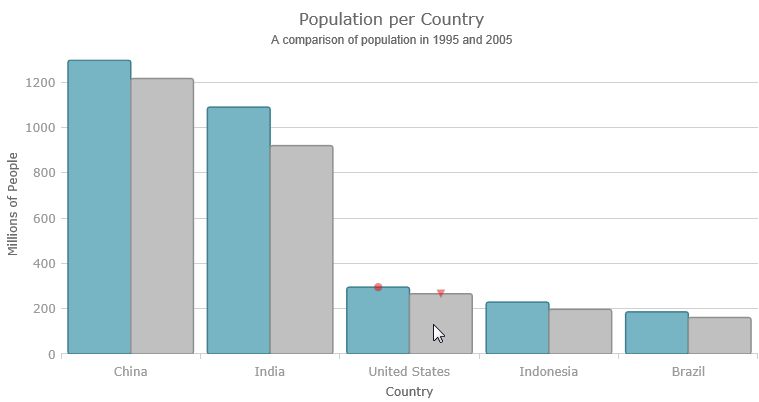 Population per Country
A comparison of population in 1995 and 2005
Millions of People
1200
1000
800
600
400
200
0
China India United States Indonesia Brazil
Country